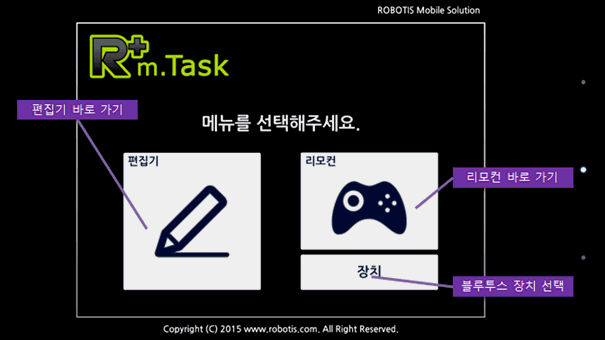 ROBOTIS Mobile Solution
R+
m.Task
편집기 바로 가기
메뉴를 선택해주세요.
편집기
리모컨
리모컨 바로 가기
장치
블루투스 장치 선택
Copyright (C) 2015 www.robotis.com. All Right Reserved.